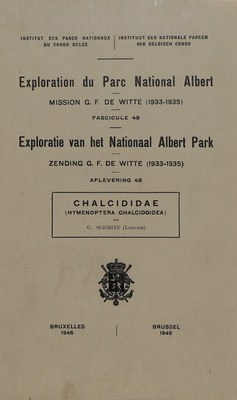 INSTITUT DES PARCS NATIONAUX
DU CONGO BELGE
INSTITUUT DER NATIONALE PARKEN
VAN BELGISCH CONGO
Exploration du Parc National Albert
MISSION G. F. DE WITTE (1933-1935)
FASCICULE 48
Exploratie van het Nationaal Albert Park
ZENDING G. F. DE WITTE (1933-1935)
AFLEVERING 48
CHALCIDIDAE
(HYMENOPTERA CHALCIDOIDEA)
G. SCHMITZ (Louvain)
BRUXELLES
1946
BRUSSEL
1946